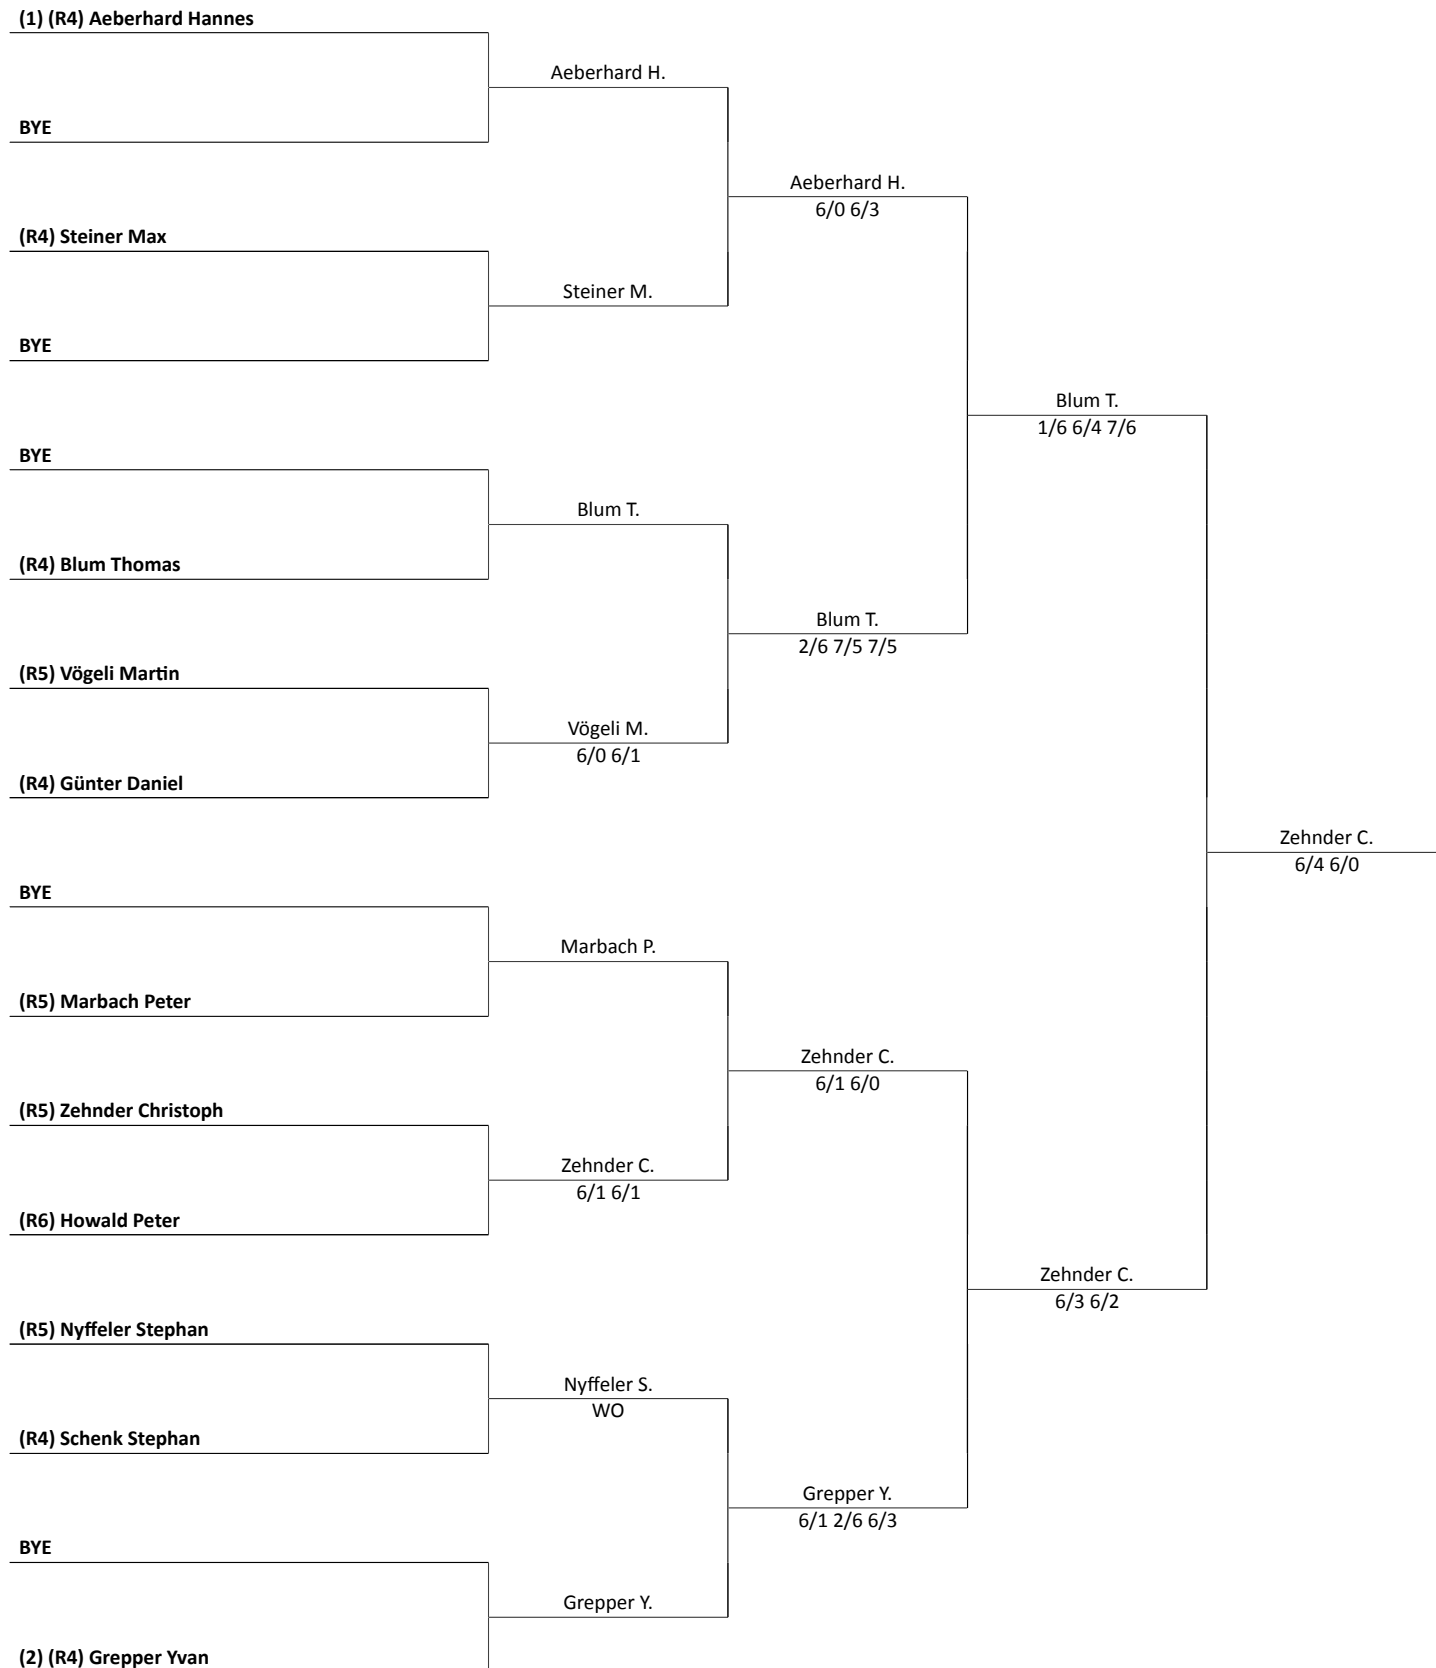 (1) (R4) Aeberhard Hannes
Aeberhard H.
BYE
Aeberhard H.
6/0 6/3
(R4) Steiner Max
Steiner M.
BYE
Blum T.
1/6 6/4 7/6
BYE
Blum T.
(R4) Blum Thomas
Blum T.
2/6 7/5 7/5
(R5) Vögeli Martin
Vögeli M.
6/0 6/1
(R4) Günter Daniel
Zehnder C.
6/4 6/0
BYE
Marbach P.
(R5) Marbach Peter
Zehnder C.
6/1 6/0
(R5) Zehnder Christoph
Zehnder C.
6/1 6/1
(R6) Howald Peter
Zehnder C.
6/3 6/2
(R5) Nyffeler Stephan
Nyffeler S.
WO
(R4) Schenk Stephan
Grepper Y.
6/1 2/6 6/3
BYE
Grepper Y.
(2) (R4) Grepper Yvan